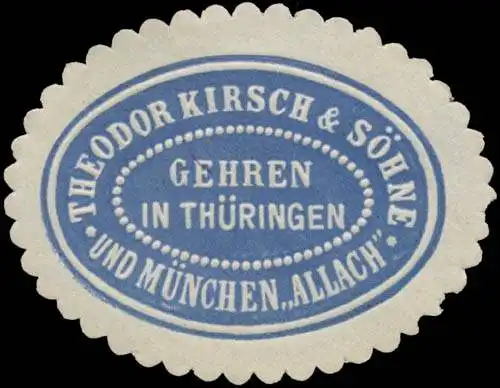 THEODOR KIRSCH & SÖHNE
GEHREN
IN THÜRINGEN
UND MÜNCHEN „ALLACH”